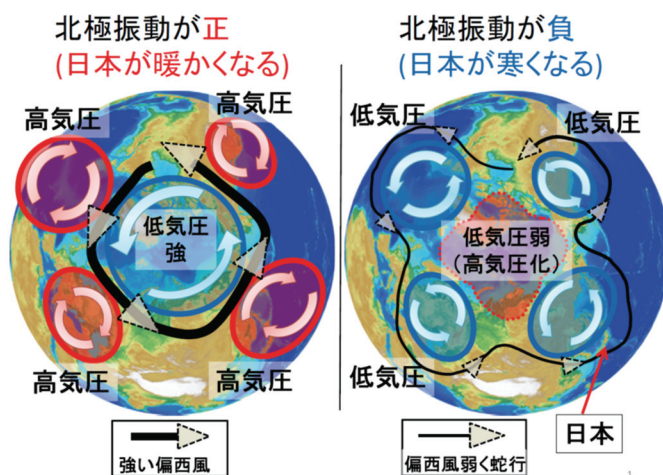 北極振動が正
(日本が暖かくなる)
高気圧
高気圧
低気圧
強
高気圧
高気圧
強い偏西風
北極振動が負
(日本が寒くなる)
低気圧
低気圧
低気圧弱
(高気圧化)
低気圧
日本
偏西風弱く蛇行